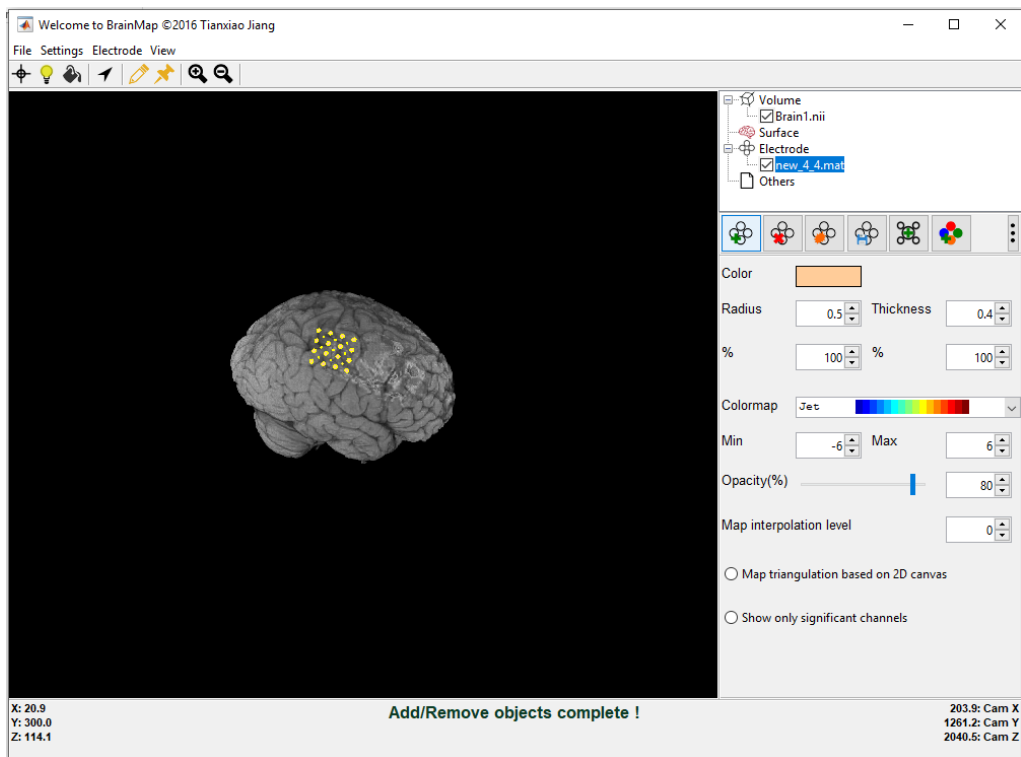 Welcome to BrainMap ©2016 Tianxiao Jiang
File Settings Electrode View
Volume
Brain1.nii
Surface
Electrode
new_4_4.mat
Others
Color
Radius 0.5 Thickness 0.4
% 100 % 100
Colormap Jet
Min -6 Max 6
Opacity(%) 80
Map interpolation level 0
Map triangulation based on 2D canvas
Show only significant channels
X: 20.9
Y: 300.0
Z: 114.1
Add/Remove objects complete !
203.9: Cam X
1261.2: Cam Y
2040.5: Cam Z